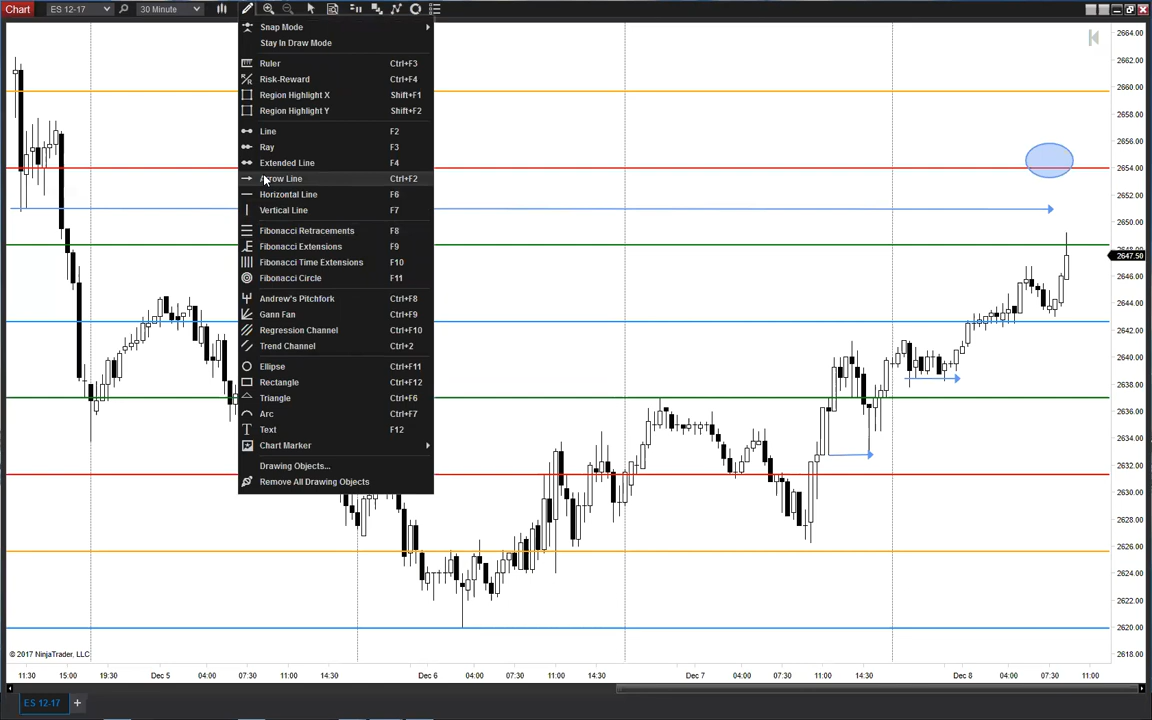 Chart
ES 12-17
30 Minute
Snap Mode
Stay In Draw Mode
Ruler Ctrl+F3
Risk-Reward Ctrl+F4
Region Highlight X Shift+F1
Region Highlight Y Shift+F2
Line F2
Ray F3
Extended Line F4
Arrow Line Ctrl+F2
Horizontal Line F6
Vertical Line F7
Fibonacci Retracements F8
Fibonacci Extensions F9
Fibonacci Time Extensions F10
Fibonacci Circle F11
Andrew's Pitchfork Ctrl+F8
Gann Fan Ctrl+F9
Regression Channel Ctrl+F10
Trend Channel Ctrl+2
Ellipse Ctrl+F11
Rectangle Ctrl+F12
Triangle Ctrl+F6
Arc Ctrl+F7
Text F12
Chart Marker
Drawing Objects...
Remove All Drawing Objects
2664.00
2662.00
2660.00
2658.00
2656.00
2654.00
2652.00
2650.00
2648.00
2647.50
2646.00
2644.00
2642.00
2640.00
2638.00
2636.00
2634.00
2632.00
2630.00
2628.00
2626.00
2624.00
2622.00
2620.00
2618.00
© 2017 NinjaTrader, LLC
11:30 15:00 Dec 5 04:00 07:30 11:00 14:30 Dec 6 04:00 07:30 11:00 14:30 Dec 7 04:00 07:30 11:00 14:30 Dec 8 04:00 07:30 11:00
ES 12-17 +